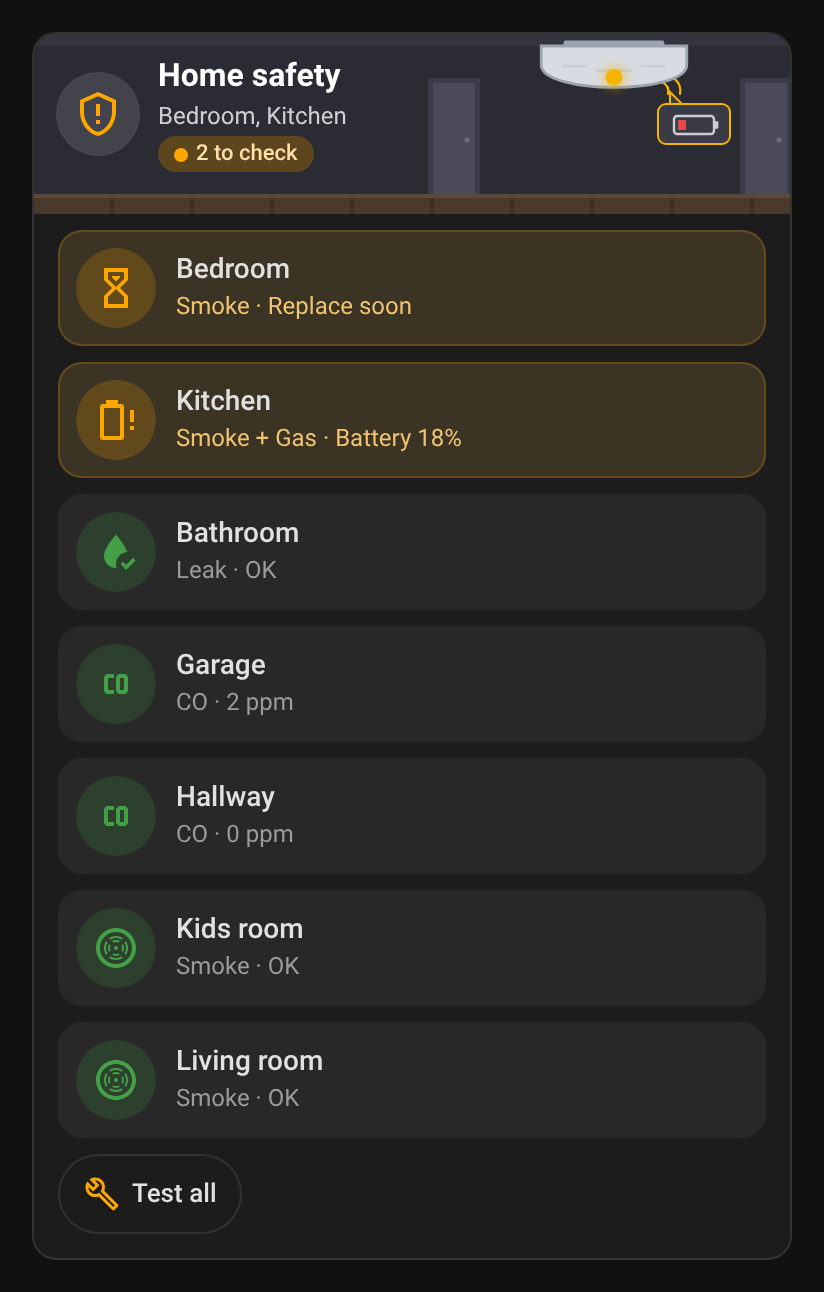 Home safety
Bedroom, Kitchen
2 to check
Bedroom
Smoke · Replace soon
Kitchen
Smoke + Gas · Battery 18%
Bathroom
Leak · OK
CO
Garage
CO · 2 ppm
CO
Hallway
CO · 0 ppm
Kids room
Smoke · OK
Living room
Smoke · OK
Test all